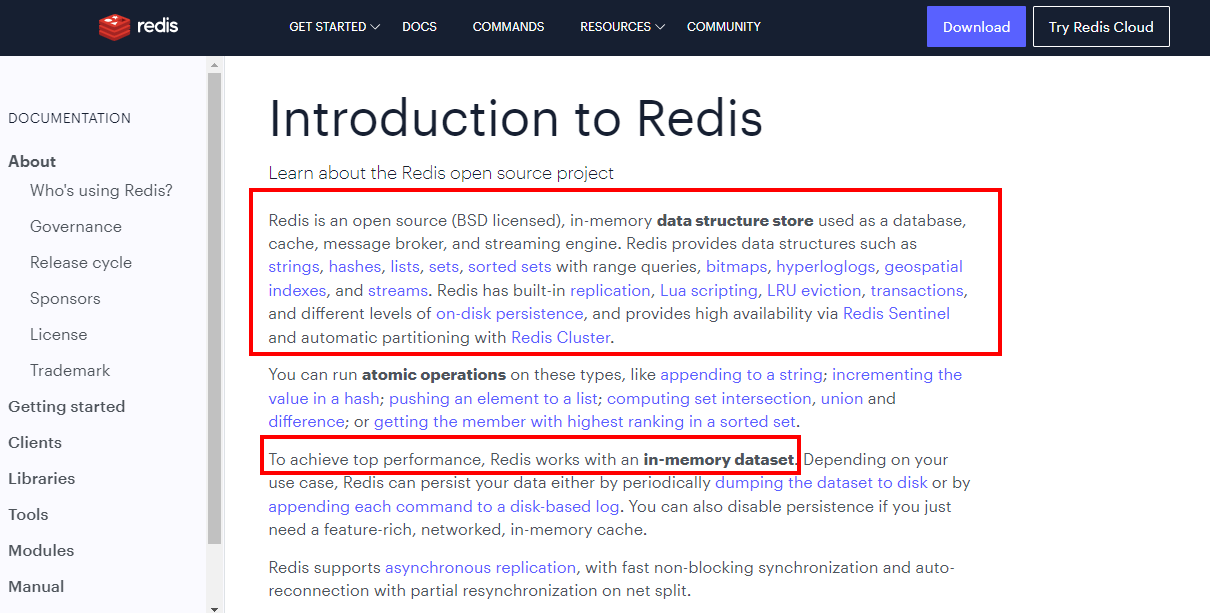 redis
GET STARTED
DOCS
COMMANDS
RESOURCES
COMMUNITY
Download
Try Redis Cloud
DOCUMENTATION
About
Who's using Redis?
Governance
Release cycle
Sponsors
License
Trademark
Getting started
Clients
Libraries
Tools
Modules
Manual
Introduction to Redis
Learn about the Redis open source project
Redis is an open source (BSD licensed), in-memory data structure store used as a database,
cache, message broker, and streaming engine. Redis provides data structures such as
strings, hashes, lists, sets, sorted sets with range queries, bitmaps, hyperloglogs, geospatial
indexes, and streams. Redis has built-in replication, Lua scripting, LRU eviction, transactions,
and different levels of on-disk persistence, and provides high availability via Redis Sentinel
and automatic partitioning with Redis Cluster.
You can run atomic operations on these types, like appending to a string; incrementing the
value in a hash; pushing an element to a list; computing set intersection, union and
difference; or getting the member with highest ranking in a sorted set.
To achieve top performance, Redis works with an in-memory dataset. Depending on your
use case, Redis can persist your data either by periodically dumping the dataset to disk or by
appending each command to a disk-based log. You can also disable persistence if you just
need a feature-rich, networked, in-memory cache.
Redis supports asynchronous replication, with fast non-blocking synchronization and auto-
reconnection with partial resynchronization on net split.